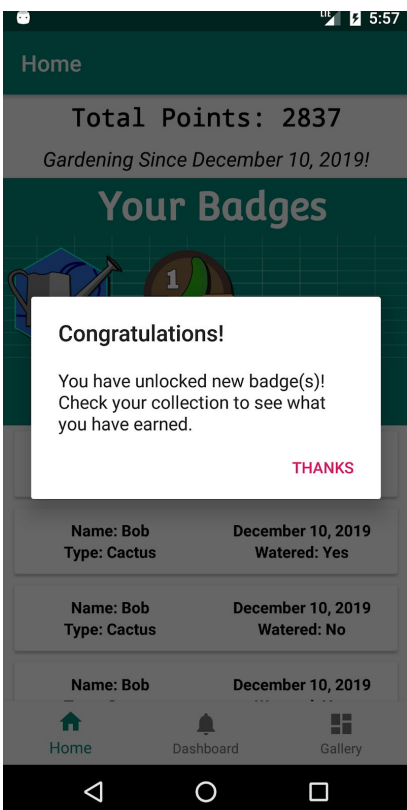 LTE 5:57
Home
Total Points: 2837
Gardening Since December 10, 2019!
Your Badges
1
Congratulations!
You have unlocked new badge(s)!
Check your collection to see what
you have earned.
THANKS
Name: Bob December 10, 2019
Type: Cactus Watered: Yes
Name: Bob December 10, 2019
Type: Cactus Watered: No
Name: Bob December 10, 2019
Home Dashboard Gallery